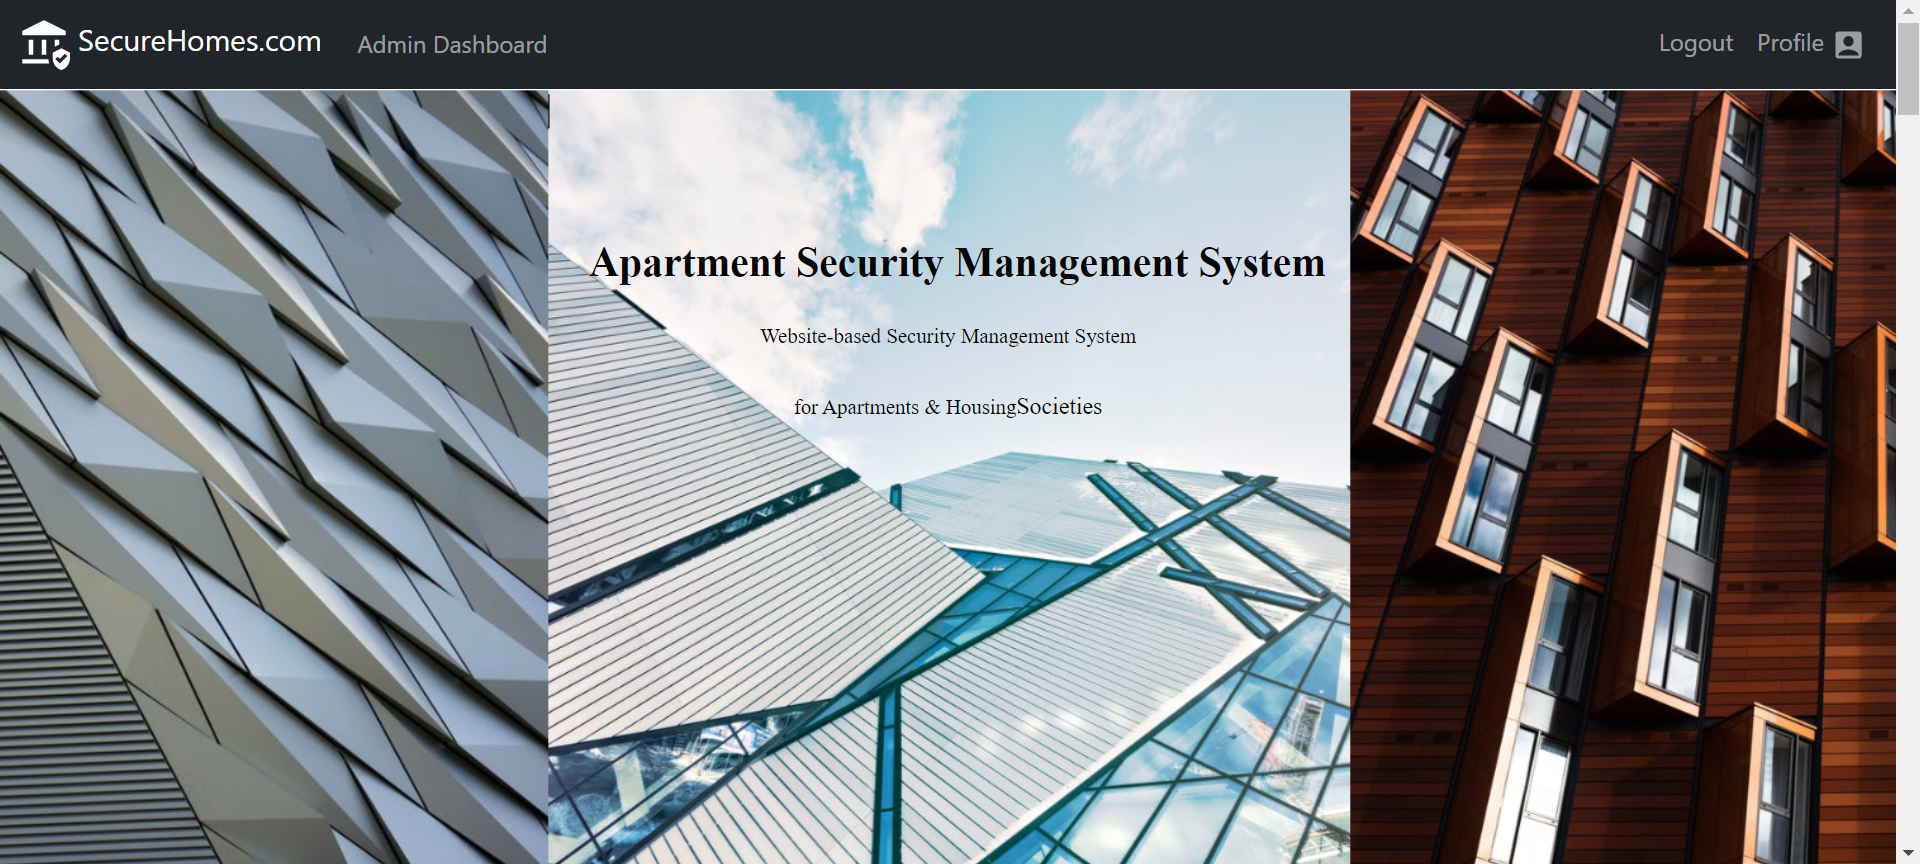 SecureHomes.com
Admin Dashboard
Logout
Profile
Apartment Security Management System
Website-based Security Management System
for Apartments & HousingSocieties